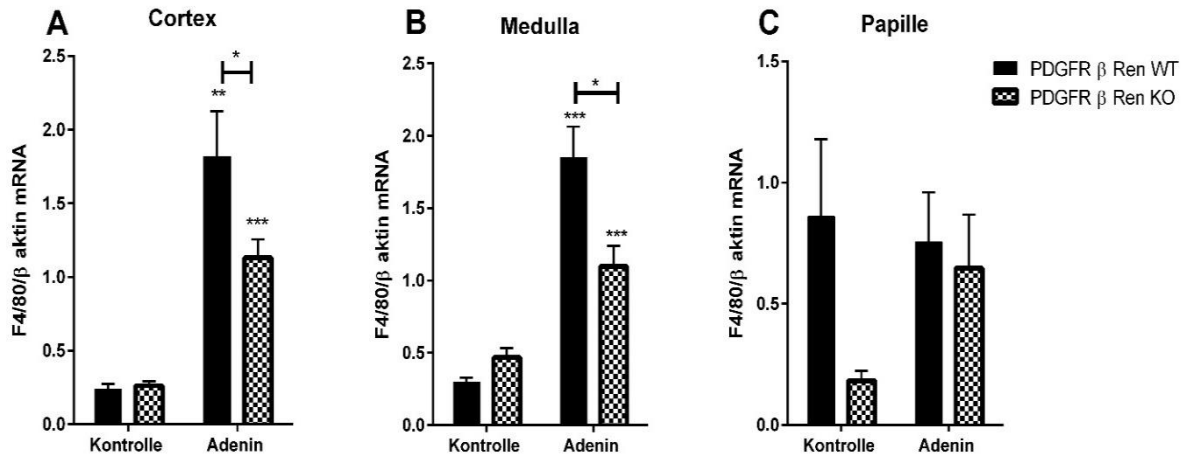 A
Cortex
F4/80/β aktin mRNA
2.5
2.0
1.5
1.0
0.5
0.0
*
**
***
Kontrolle
Adenin
B
Medulla
F4/80/β aktin mRNA
2.5
2.0
1.5
1.0
0.5
0.0
*
***
***
Kontrolle
Adenin
C
Papille
F4/80/β aktin mRNA
1.5
1.0
0.5
0.0
Kontrolle
Adenin
PDGFR β Ren WT
PDGFR β Ren KO